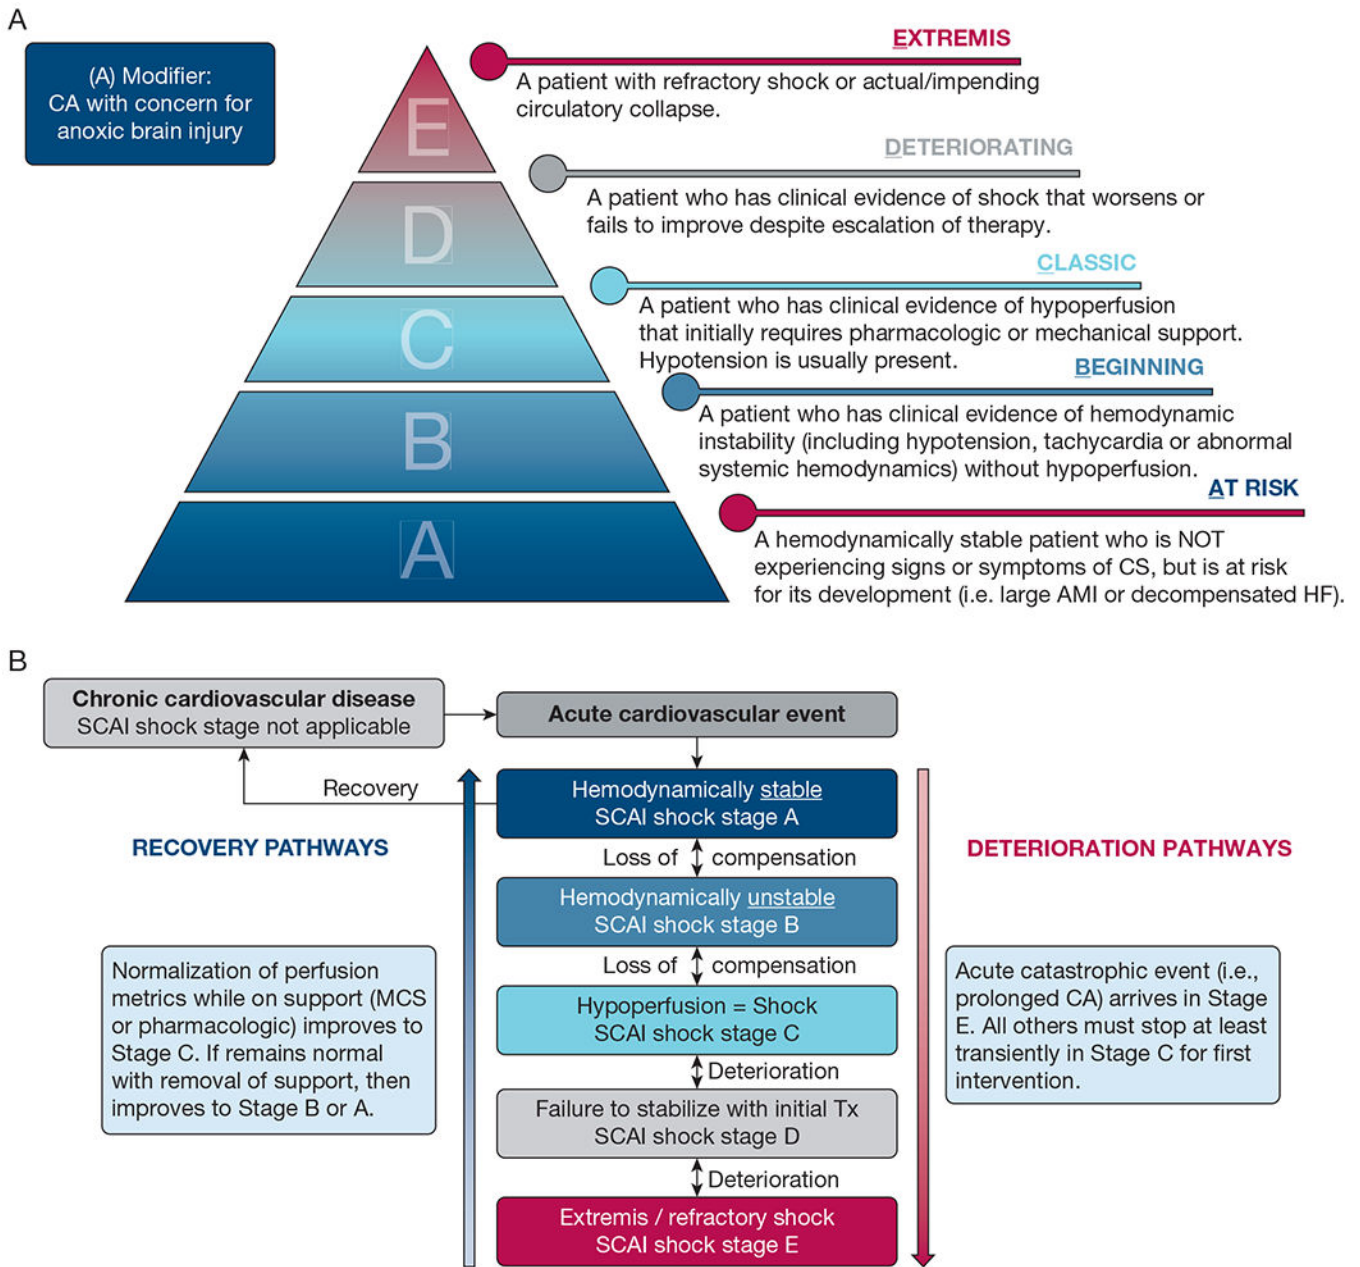 A
(A) Modifier:
CA with concern for
anoxic brain injury
E
D
C
B
A
EXTREMIS
A patient with refractory shock or actual/impending
circulatory collapse.
DETERIORATING
A patient who has clinical evidence of shock that worsens or
fails to improve despite escalation of therapy.
CLASSIC
A patient who has clinical evidence of hypoperfusion
that initially requires pharmacologic or mechanical support.
Hypotension is usually present.
BEGINNING
A patient who has clinical evidence of hemodynamic
instability (including hypotension, tachycardia or abnormal
systemic hemodynamics) without hypoperfusion.
AT RISK
A hemodynamically stable patient who is NOT
experiencing signs or symptoms of CS, but is at risk
for its development (i.e. large AMI or decompensated HF).
B
Chronic cardiovascular disease
SCAI shock stage not applicable
Acute cardiovascular event
Recovery
Hemodynamically stable
SCAI shock stage A
RECOVERY PATHWAYS
Loss of compensation
DETERIORATION PATHWAYS
Hemodynamically unstable
SCAI shock stage B
Loss of compensation
Normalization of perfusion
metrics while on support (MCS
or pharmacologic) improves to
Stage C. If remains normal
with removal of support, then
improves to Stage B or A.
Hypoperfusion = Shock
SCAI shock stage C
Acute catastrophic event (i.e.,
prolonged CA) arrives in Stage
E. All others must stop at least
transiently in Stage C for first
intervention.
Deterioration
Failure to stabilize with initial Tx
SCAI shock stage D
Deterioration
Extremis / refractory shock
SCAI shock stage E